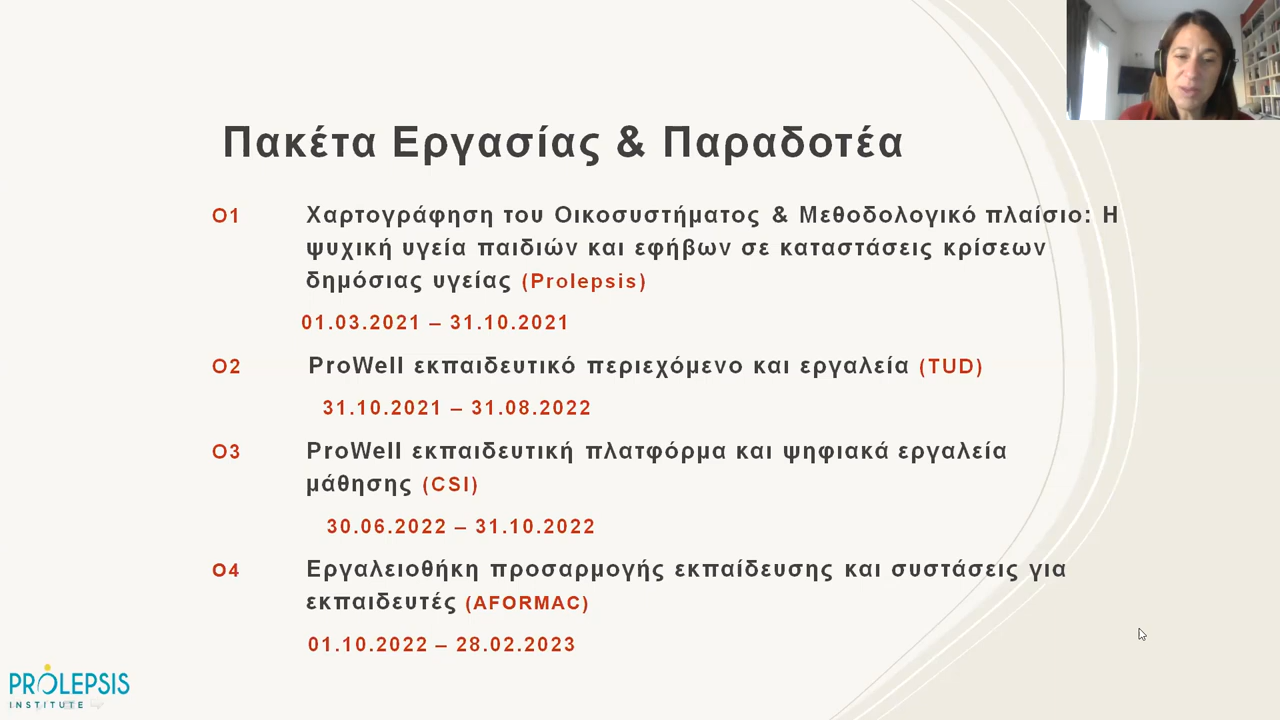 Πακέτα Εργασίας & Παραδοτέα
O1 Χαρτογράφηση του Οικοσυστήματος & Μεθοδολογικό πλαίσιο: Η
ψυχική υγεία παιδιών και εφήβων σε καταστάσεις κρίσεων
δημόσιας υγείας (Prolepsis)
01.03.2021 – 31.10.2021
O2 ProWell εκπαιδευτικό περιεχόμενο και εργαλεία (TUD)
31.10.2021 – 31.08.2022
O3 ProWell εκπαιδευτική πλατφόρμα και ψηφιακά εργαλεία
μάθησης (CSI)
30.06.2022 – 31.10.2022
O4 Εργαλειοθήκη προσαρμογής εκπαίδευσης και συστάσεις για
εκπαιδευτές (AFORMAC)
01.10.2022 – 28.02.2023
PROLEPSIS
INSTITUTE